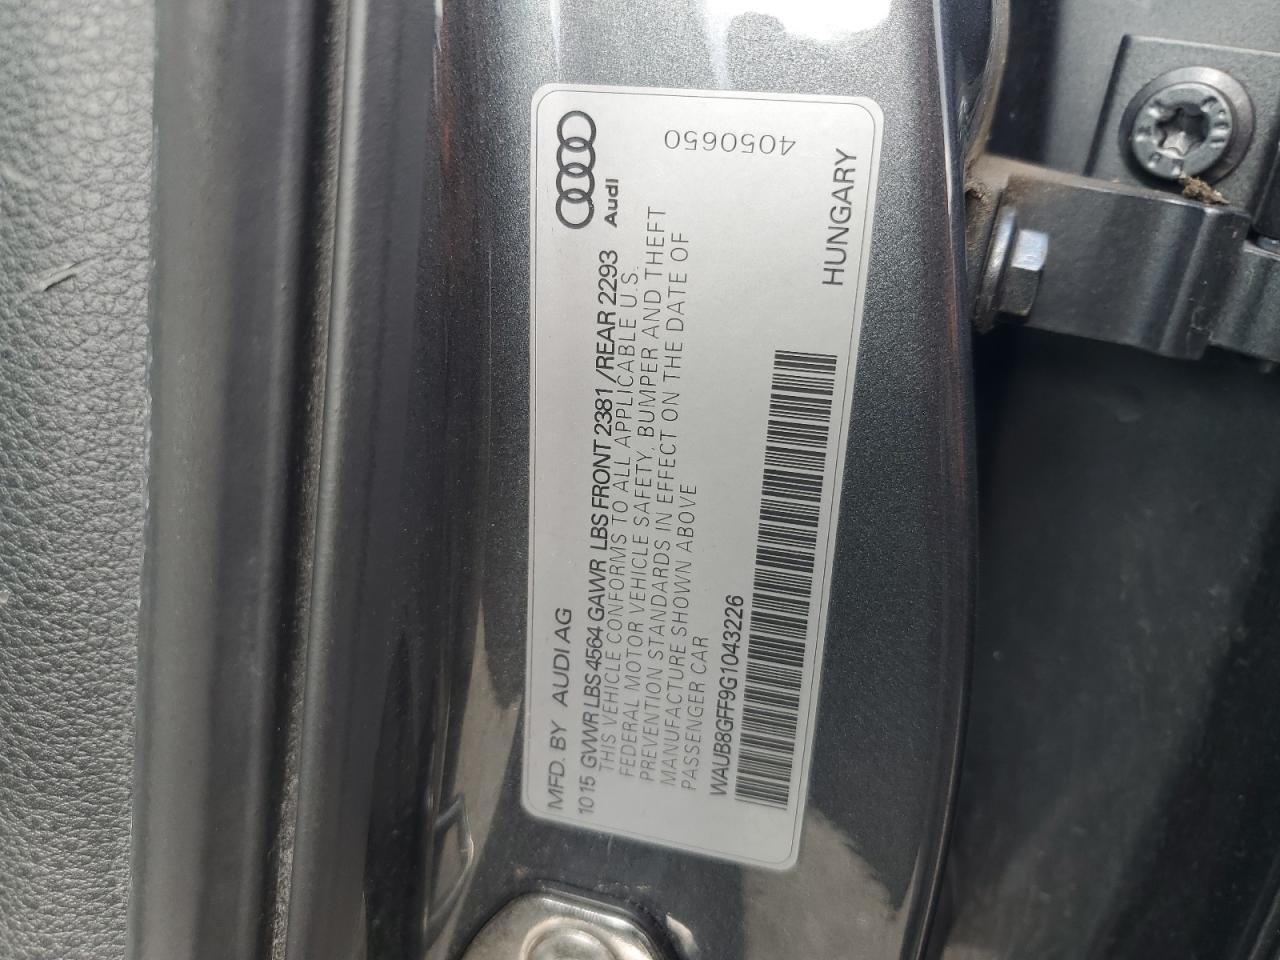 MFD. BY AUDI AG
Audi
1015 GVWR LBS 4564 GAWR LBS FRONT 2381 /REAR 2293
THIS VEHICLE CONFORMS TO ALL APPLICABLE U.S.
FEDERAL MOTOR VEHICLE SAFETY, BUMPER AND THEFT
PREVENTION STANDARDS IN EFFECT ON THE DATE OF
MANUFACTURE SHOWN ABOVE
PASSENGER CAR
4050650
WAUB8GFF9G1043226
HUNGARY